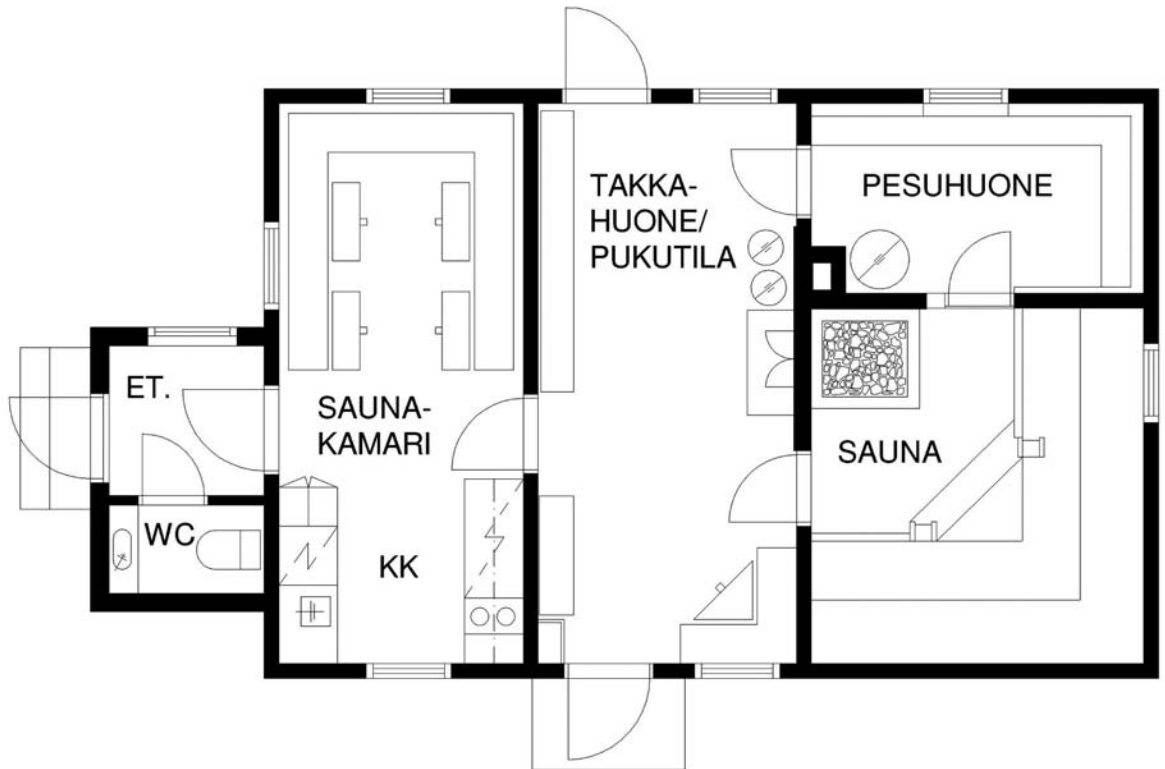 TAKKA-
HUONE/
PUKUTILA
PESUHUONE
ET.
SAUNA-
KAMARI
SAUNA
WC
KK